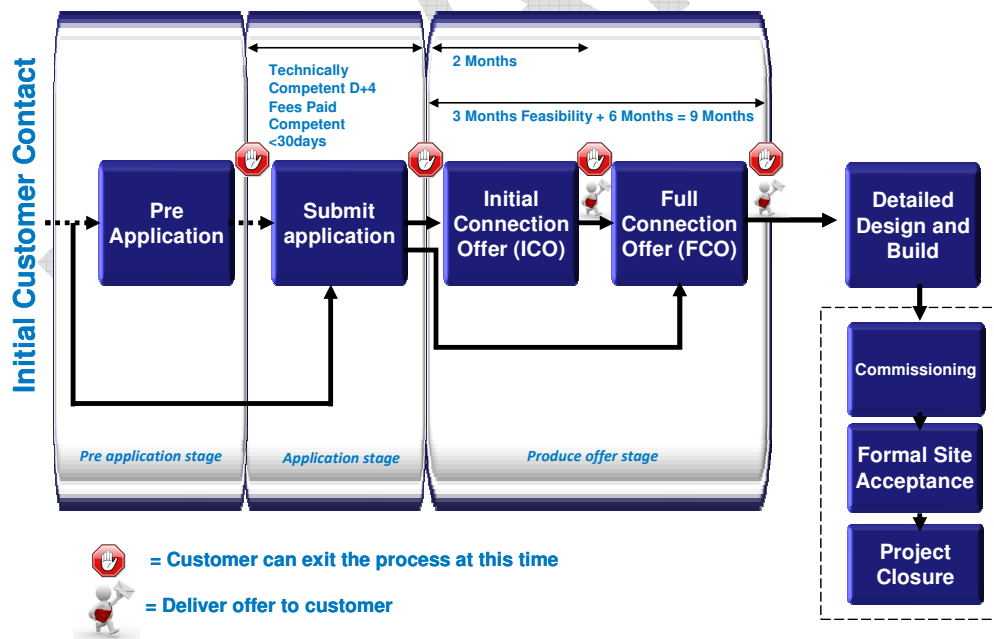 Initial Customer Contact
2 Months
Technically
Competent D+4
Fees Paid
Competent
<30days
3 Months Feasibility + 6 Months = 9 Months
Pre
Application
Submit
application
Initial
Connection
Offer (ICO)
Full
Connection
Offer (FCO)
Detailed
Design and
Build
Commissioning
Formal Site
Acceptance
Project
Closure
Pre application stage
Application stage
Produce offer stage
= Customer can exit the process at this time
= Deliver offer to customer